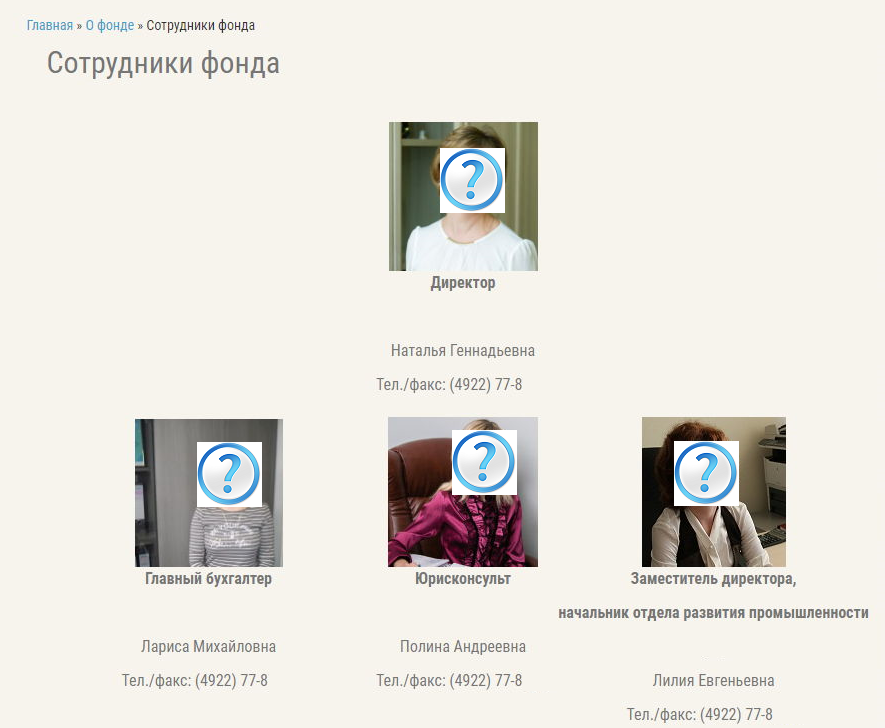 Главная » О фонде » Сотрудники фонда
Сотрудники фонда
Директор
Наталья Геннадьевна
Тел./факс: (4922) 77-8
Главный бухгалтер
Лариса Михайловна
Тел./факс: (4922) 77-8
Юрисконсульт
Полина Андреевна
Тел./факс: (4922) 77-8
Заместитель директора,
начальник отдела развития промышленности
Лилия Евгеньевна
Тел./факс: (4922) 77-8